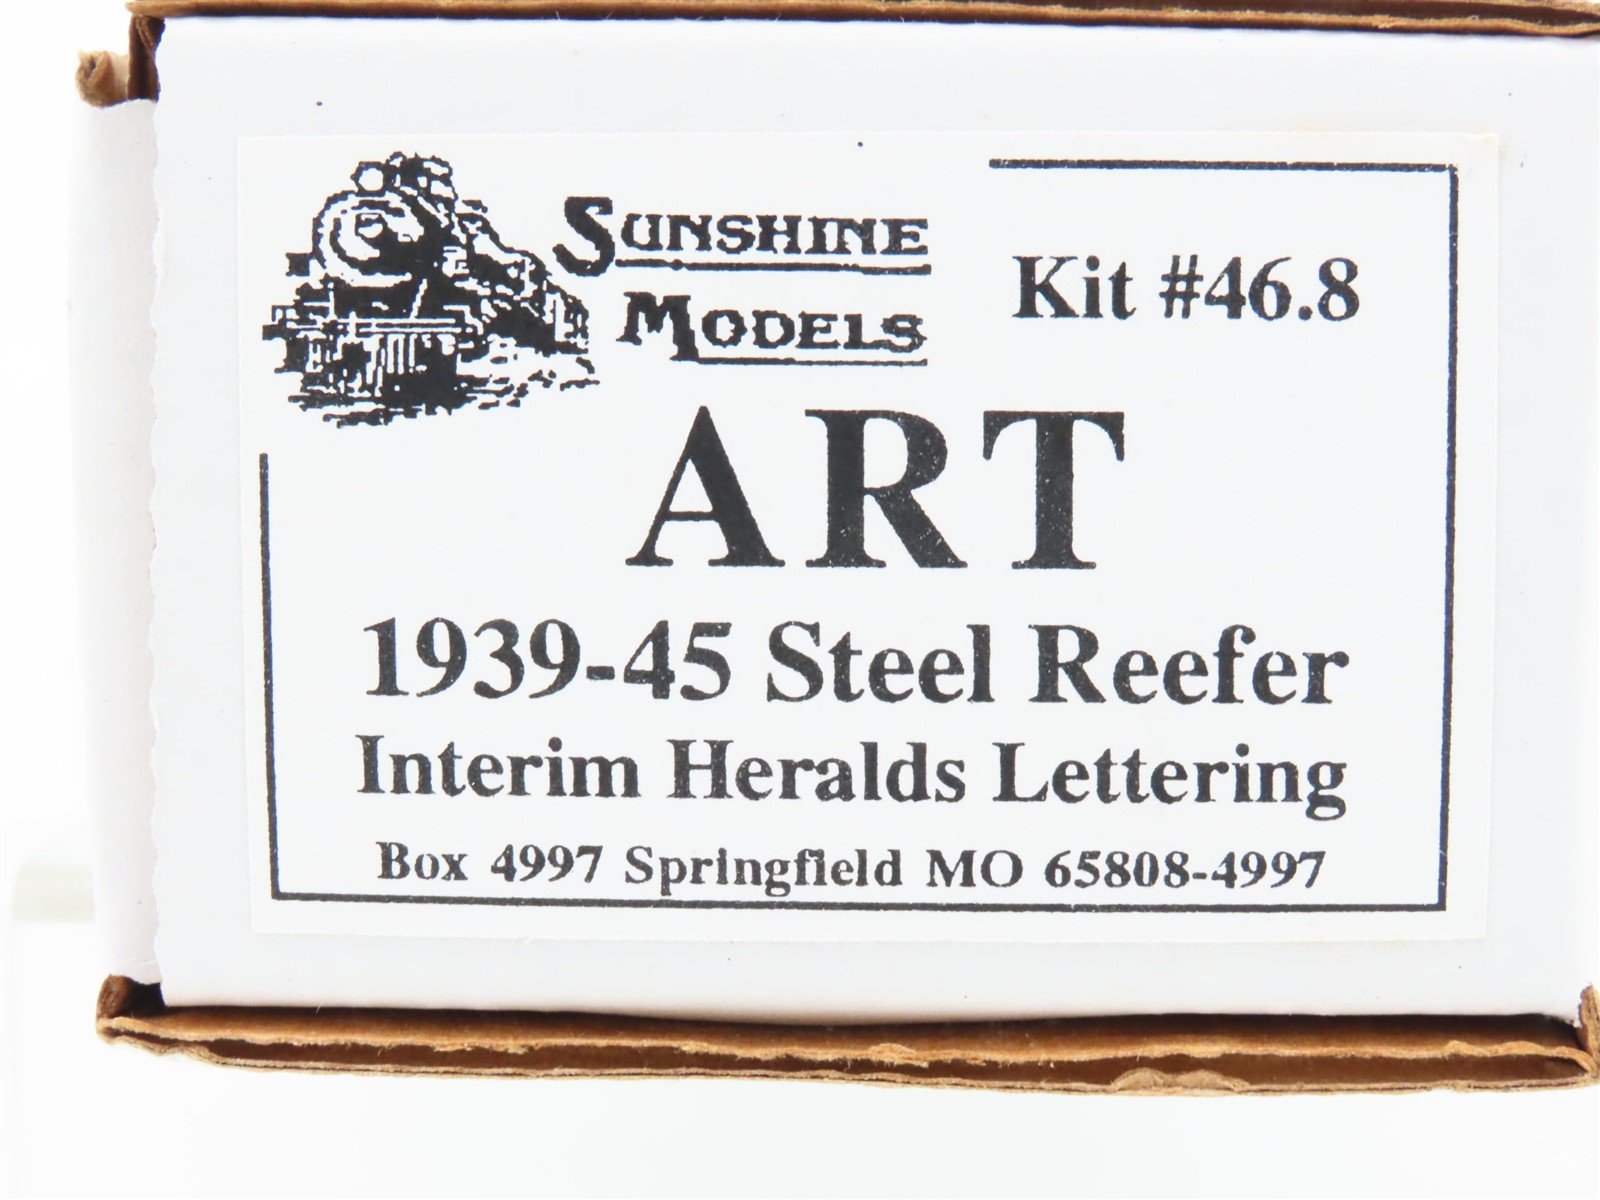 SUNSHINE
MODELS
Kit #46.8
ART
1939-45 Steel Reefer
Interim Heralds Lettering
Box 4997 Springfield MO 65808-4997